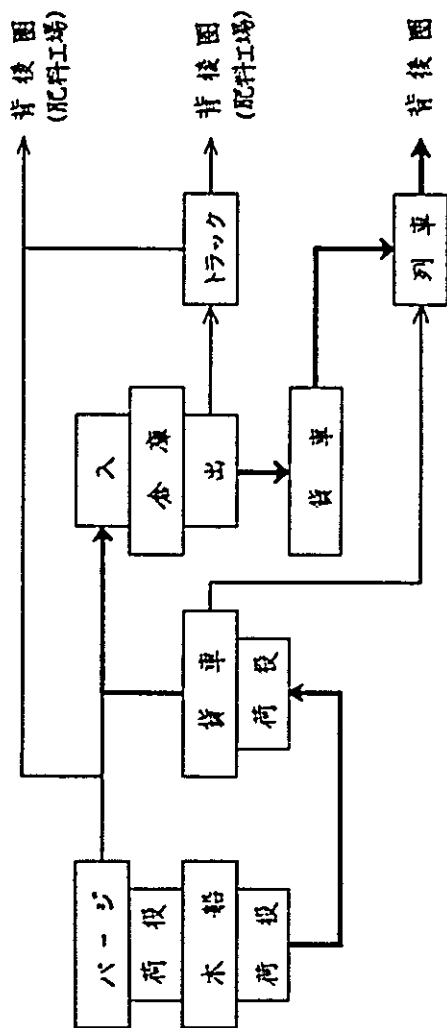 背後圏
(肥料工場)
バージ
荷役
木船
荷役
貨車
荷役
入
倉庫
出
貨車
トラック
背後圏
(肥料工場)
列車
背後圏